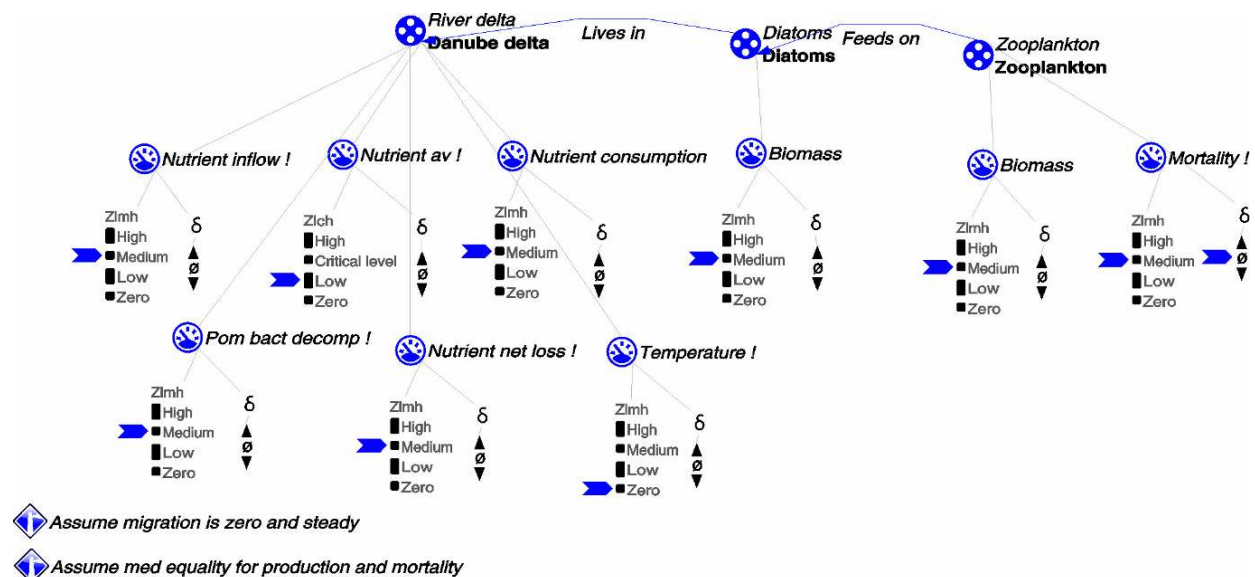 River delta
Danube delta
Lives in
Diatoms
Diatoms
Feeds on
Zooplankton
Zooplankton
Nutrient inflow !
Zlmh
High
Medium
Low
Zero
δ
ø
Nutrient av !
Zlch
High
Critical level
Low
Zero
δ
ø
Nutrient consumption
Zlmh
High
Medium
Low
Zero
δ
ø
Biomass
Zlmh
High
Medium
Low
Zero
δ
ø
Biomass
Zlmh
High
Medium
Low
Zero
δ
ø
Mortality !
Zlmh
High
Medium
Low
Zero
δ
ø
Pom bact decomp !
Zlmh
High
Medium
Low
Zero
δ
ø
Nutrient net loss !
Zlmh
High
Medium
Low
Zero
δ
ø
Temperature !
Zlmh
High
Medium
Low
Zero
δ
ø
Assume migration is zero and steady
Assume med equality for production and mortality